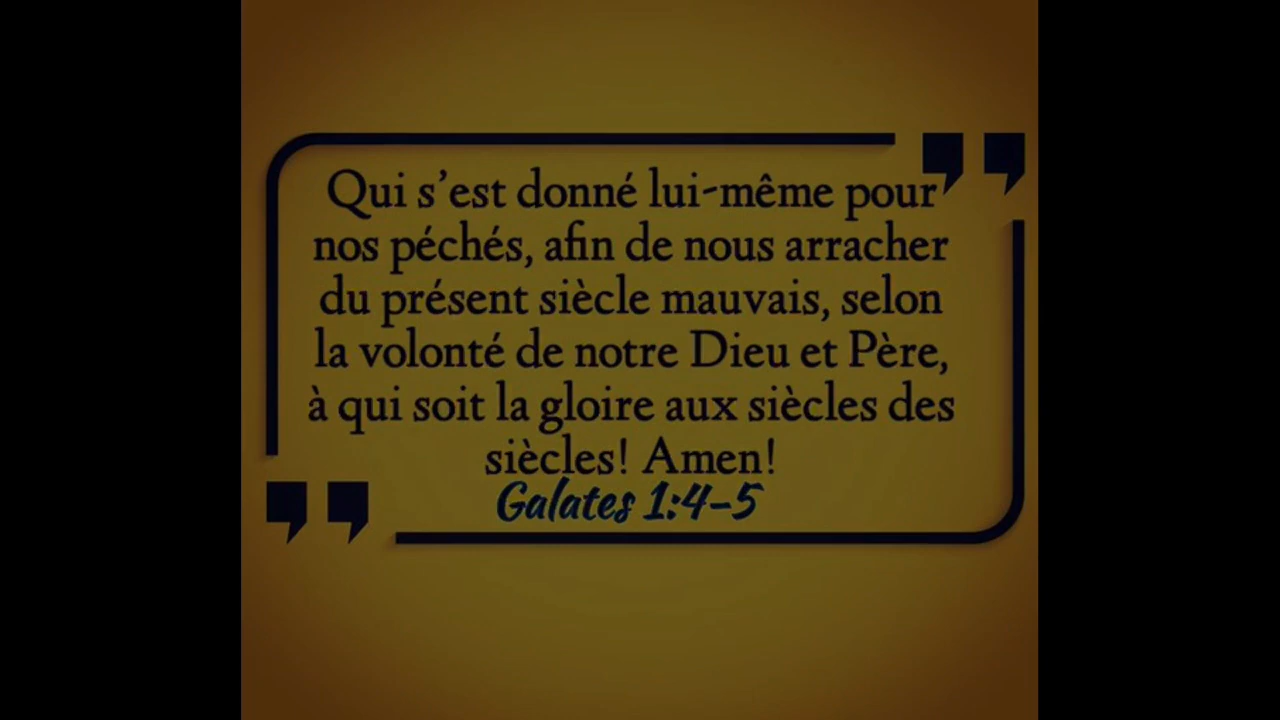 Qui s’est donné lui-même pour
nos péchés, afin de nous arracher
du présent siècle mauvais, selon
la volonté de notre Dieu et Père,
à qui soit la gloire aux siècles des
siècles! Amen!
Galates 1:4-5